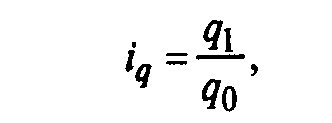 i_q = q_1 / q_0,